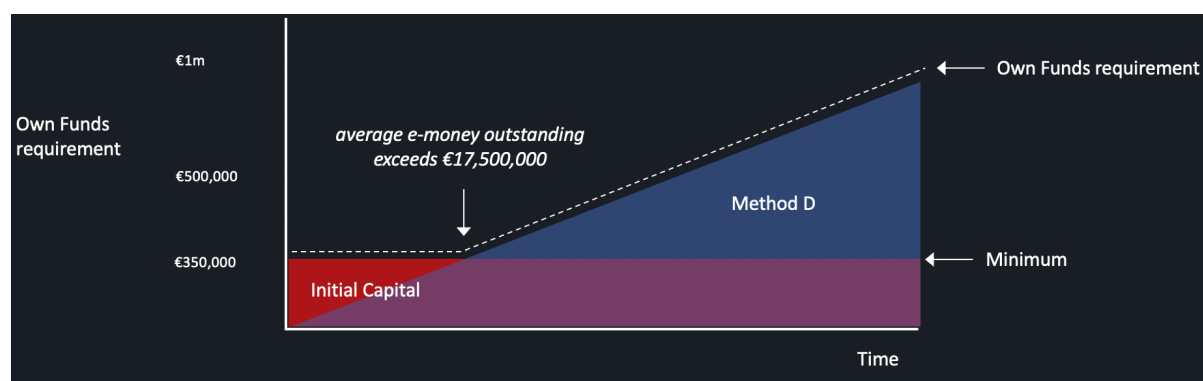 €1m
Own Funds requirement
Own Funds
requirement
average e-money outstanding
exceeds €17,500,000
€500,000
Method D
€350,000
Minimum
Initial Capital
Time